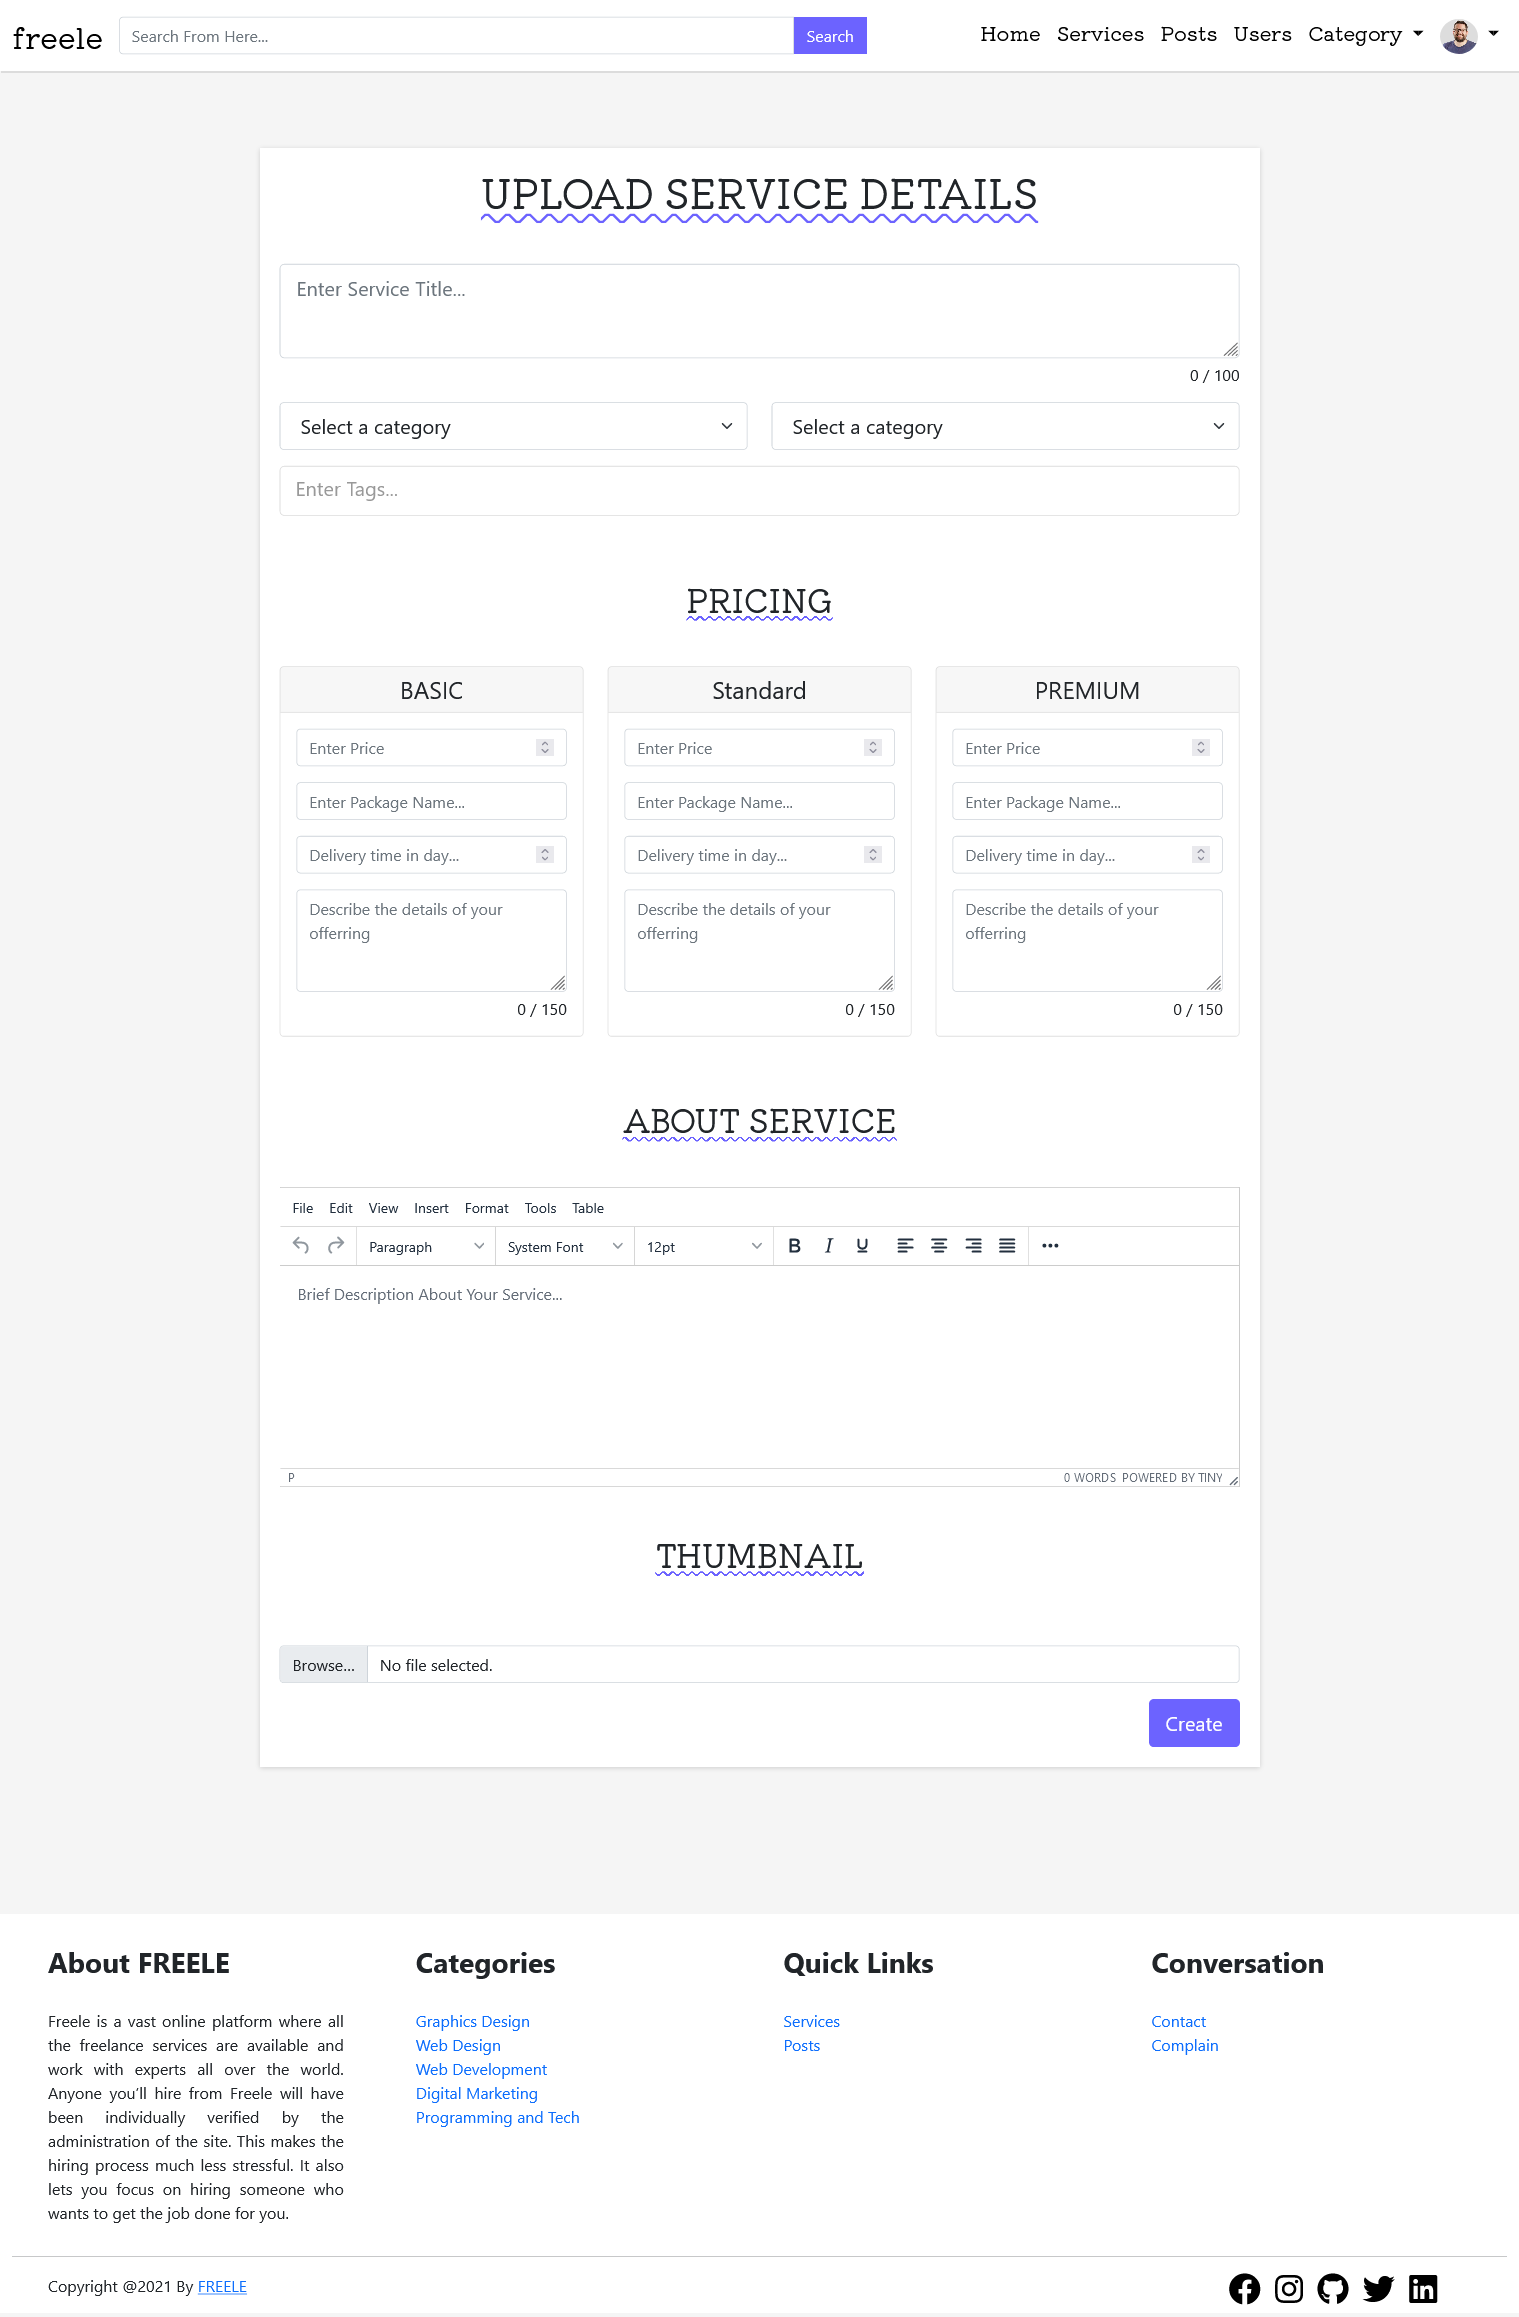 freele
Search From Here...
Search
Home Services Posts Users Category
UPLOAD SERVICE DETAILS
Enter Service Title...
0 / 100
Select a category
Select a category
Enter Tags...
PRICING
BASIC
Enter Price
Enter Package Name...
Delivery time in day...
Describe the details of your
offerring
0 / 150
Standard
Enter Price
Enter Package Name...
Delivery time in day...
Describe the details of your
offerring
0 / 150
PREMIUM
Enter Price
Enter Package Name...
Delivery time in day...
Describe the details of your
offerring
0 / 150
ABOUT SERVICE
File Edit View Insert Format Tools Table
Paragraph System Font 12pt B I U
Brief Description About Your Service...
P
0 WORDS POWERED BY TINY
THUMBNAIL
Browse... No file selected.
Create
About FREELE
Freele is a vast online platform where all
the freelance services are available and
work with experts all over the world.
Anyone you'll hire from Freele will have
been individually verified by the
administration of the site. This makes the
hiring process much less stressful. It also
lets you focus on hiring someone who
wants to get the job done for you.
Categories
Graphics Design
Web Design
Web Development
Digital Marketing
Programming and Tech
Quick Links
Services
Posts
Conversation
Contact
Complain
Copyright @2021 By FREELE